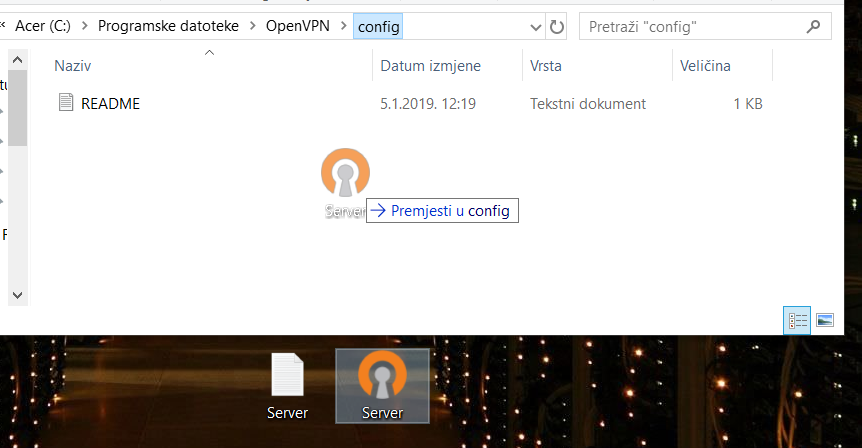 Acer (C:) Programske datoteke OpenVPN config
Pretraži "config"
Naziv Datum izmjene Vrsta Veličina
README 5.1.2019. 12:19 Tekstni dokument 1 KB
Server
Premjesti u config
Server
Server